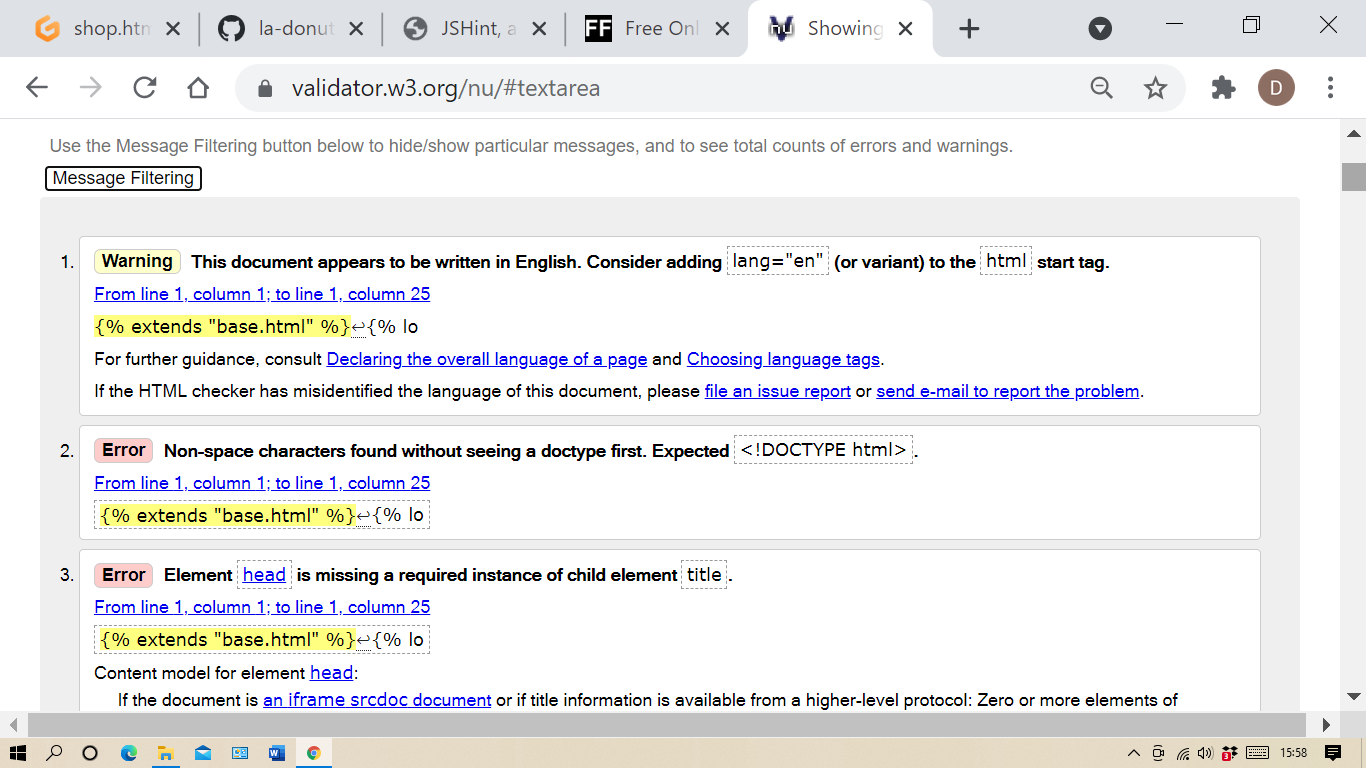 shop.htm
la-donut
JSHint, a
FF Free Onl
nu Showing
validator.w3.org/nu/#textarea
D
Use the Message Filtering button below to hide/show particular messages, and to see total counts of errors and warnings.
Message Filtering
1. Warning This document appears to be written in English. Consider adding lang="en" (or variant) to the html start tag.
From line 1, column 1; to line 1, column 25
{% extends "base.html" %}↩{% lo
For further guidance, consult Declaring the overall language of a page and Choosing language tags.
If the HTML checker has misidentified the language of this document, please file an issue report or send e-mail to report the problem.
2. Error Non-space characters found without seeing a doctype first. Expected <!DOCTYPE html>.
From line 1, column 1; to line 1, column 25
{% extends "base.html" %}↩{% lo
3. Error Element head is missing a required instance of child element title.
From line 1, column 1; to line 1, column 25
{% extends "base.html" %}↩{% lo
Content model for element head:
If the document is an iframe srcdoc document or if title information is available from a higher-level protocol: Zero or more elements of
3
15:58